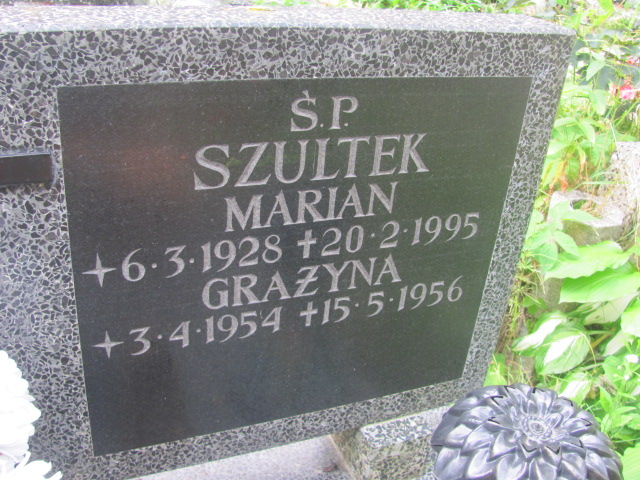 Ś.P.
SZULTEK
MARIAN
✦6·3·1928 ✝20·2·1995
GRAŻYNA
✦3·4·1954 ✝15·5·1956